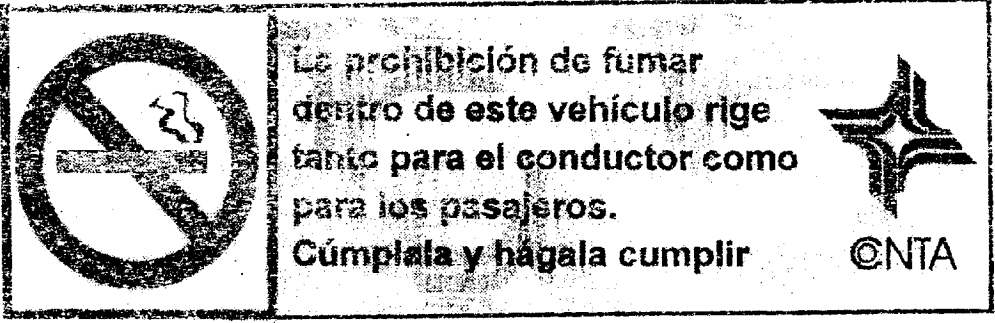 La prohibición de fumar
dentro de este vehículo rige
tanto para el conductor como
para los pasajeros.
Cúmplala y hágala cumplir
CNTA